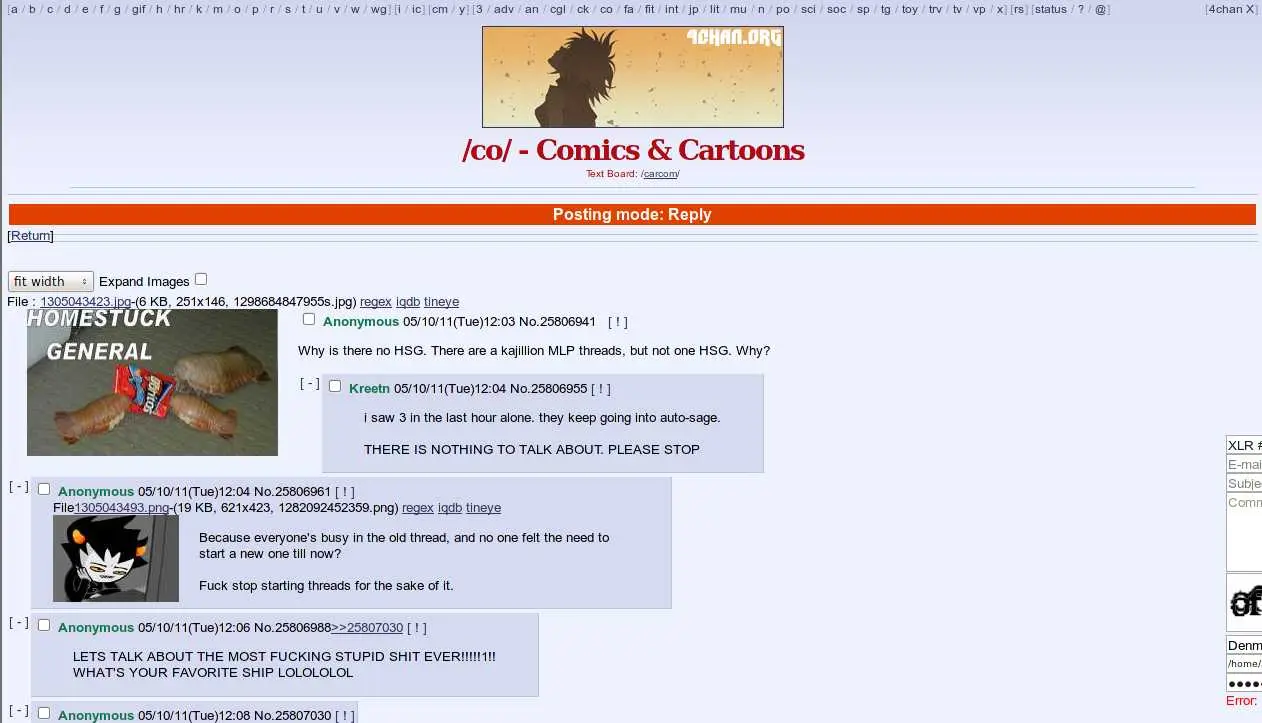 [a / b / c / d / e / f / g / gif / h / hr / k / m / o / p / r / s / t / u / v / w / wg] [i / ic] [cm / y] [3 / adv / an / cgl / ck / co / fa / fit / int / jp / lit / mu / n / po / sci / soc / sp / tg / toy / trv / tv / vp / x] [rs] [status / ? / @] [4chan X]
4CHAN.ORG
/co/ - Comics & Cartoons
Text Board: /carcom/
Posting mode: Reply
[Return]
fit width Expand Images
File : 1305043423.jpg-(6 KB, 251x146, 1298684847955s.jpg) regex iqdb tineye
HOMESTUCK
GENERAL
Doritos
Anonymous 05/10/11(Tue)12:03 No.25806941 [ ! ]
Why is there no HSG. There are a kajillion MLP threads, but not one HSG. Why?
[ - ] Kreetn 05/10/11(Tue)12:04 No.25806955 [ ! ]
i saw 3 in the last hour alone. they keep going into auto-sage.
THERE IS NOTHING TO TALK ABOUT. PLEASE STOP
[ - ] Anonymous 05/10/11(Tue)12:04 No.25806961 [ ! ]
File1305043493.png-(19 KB, 621x423, 1282092452359.png) regex iqdb tineye
Because everyone's busy in the old thread, and no one felt the need to
start a new one till now?
Fuck stop starting threads for the sake of it.
[ - ] Anonymous 05/10/11(Tue)12:06 No.25806988>>25807030 [ ! ]
LETS TALK ABOUT THE MOST FUCKING STUPID SHIT EVER!!!!!1!!
WHAT'S YOUR FAVORITE SHIP LOLOLOLOL
[ - ] Anonymous 05/10/11(Tue)12:08 No.25807030 [ ! ]
XLR #
E-mai
Subje
Comm
of
Denm
/home/
Error: